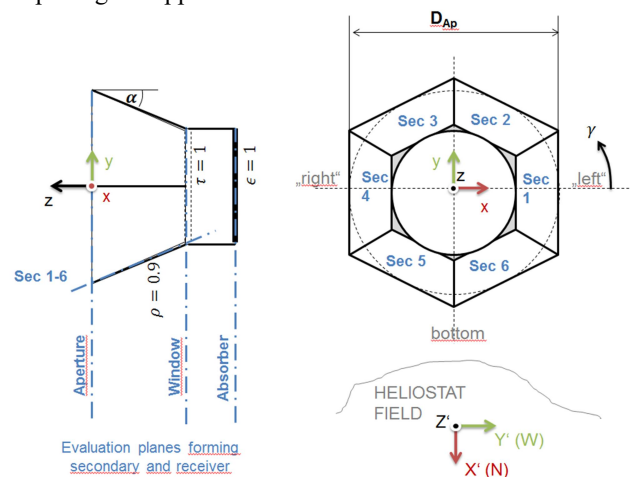 D_Ap
α
y
z
x
τ = 1
ϵ = 1
ρ = 0.9
Sec 1-6
Aperture
Window
Absorber
Evaluation planes forming
secondary and receiver
Sec 3
Sec 2
γ
„right“
Sec
4
y
z
x
Sec
1
„left“
Sec 5
Sec 6
bottom
HELIOSTAT
FIELD
Z‘
Y‘ (W)
X‘ (N)